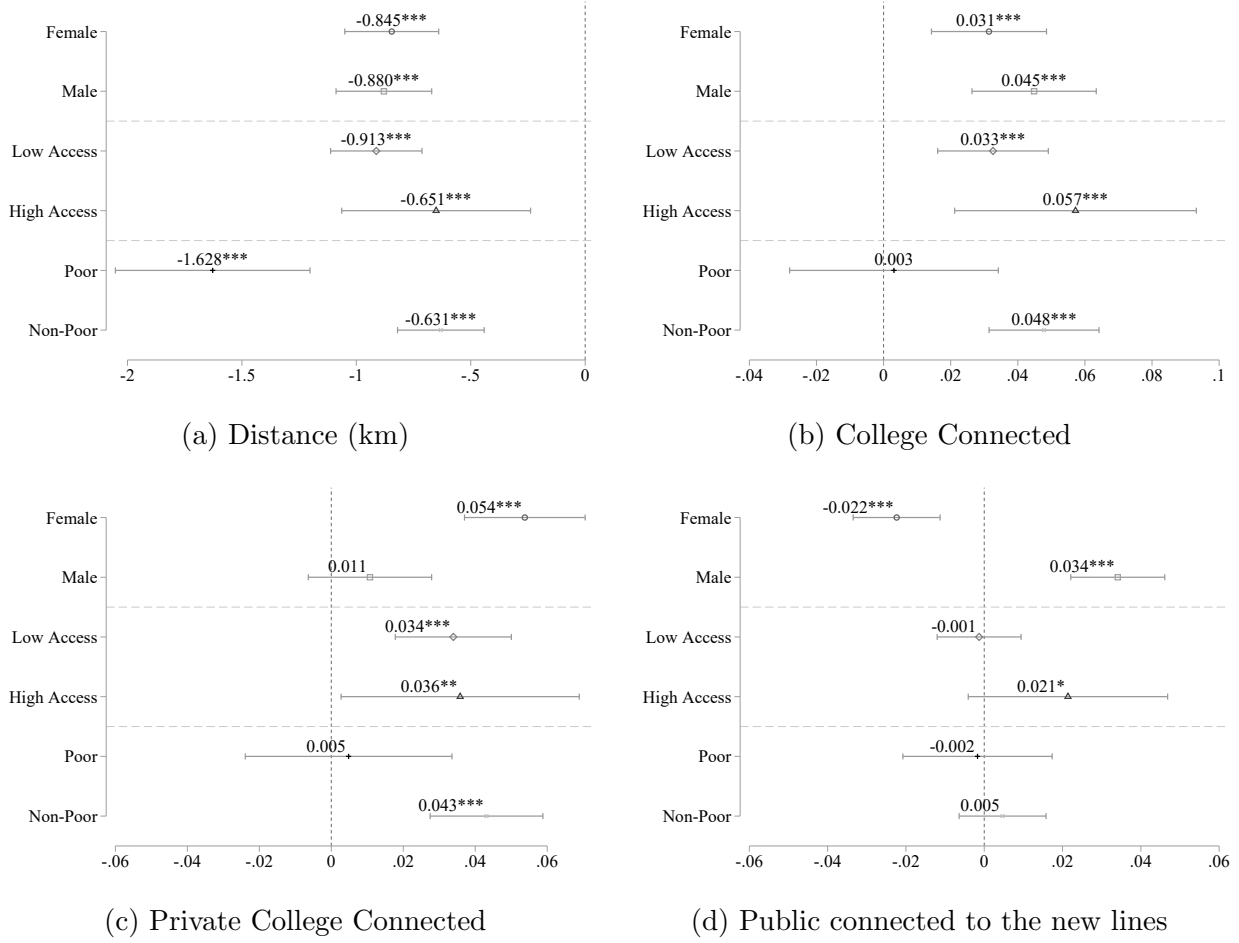 Female
-0.845***
Male
-0.880***
Low Access
-0.913***
High Access
-0.651***
Poor
-1.628***
Non-Poor
-0.631***
-2 -1.5 -1 -.5 0
(a) Distance (km)
Female
0.031***
Male
0.045***
Low Access
0.033***
High Access
0.057***
Poor
0.003
Non-Poor
0.048***
-.04 -.02 0 .02 .04 .06 .08 .1
(b) College Connected
Female
0.054***
Male
0.011
Low Access
0.034***
High Access
0.036**
Poor
0.005
Non-Poor
0.043***
-.06 -.04 -.02 0 .02 .04 .06
(c) Private College Connected
Female
-0.022***
Male
0.034***
Low Access
-0.001
High Access
0.021*
Poor
-0.002
Non-Poor
0.005
-.06 -.04 -.02 0 .02 .04 .06
(d) Public connected to the new lines